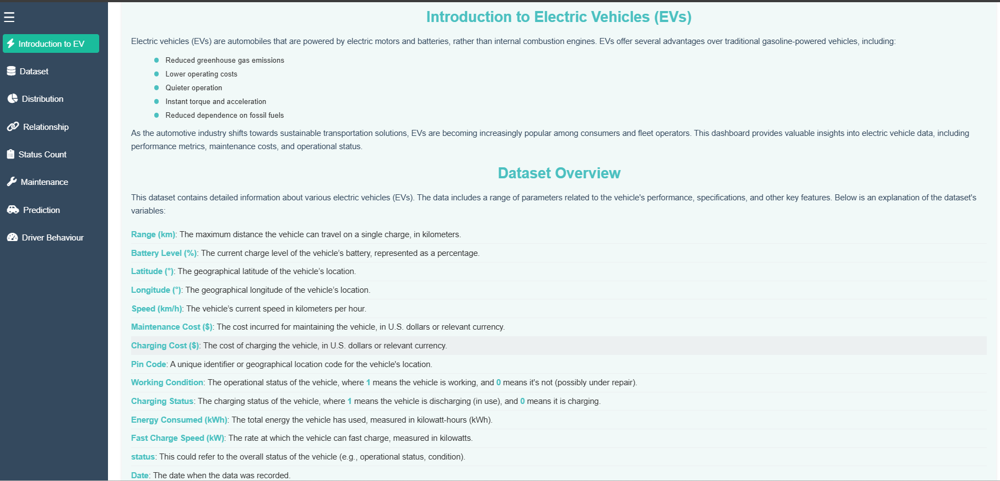 Introduction to EV
Dataset
Distribution
Relationship
Status Count
Maintenance
Prediction
Driver Behaviour
Introduction to Electric Vehicles (EVs)
Electric vehicles (EVs) are automobiles that are powered by electric motors and batteries, rather than internal combustion engines. EVs offer several advantages over traditional gasoline-powered vehicles, including:
Reduced greenhouse gas emissions
Lower operating costs
Quieter operation
Instant torque and acceleration
Reduced dependence on fossil fuels
As the automotive industry shifts towards sustainable transportation solutions, EVs are becoming increasingly popular among consumers and fleet operators. This dashboard provides valuable insights into electric vehicle data, including
performance metrics, maintenance costs, and operational status.
Dataset Overview
This dataset contains detailed information about various electric vehicles (EVs). The data includes a range of parameters related to the vehicle's performance, specifications, and other key features. Below is an explanation of the dataset's
variables:
Range (km): The maximum distance the vehicle can travel on a single charge, in kilometers.
Battery Level (%): The current charge level of the vehicle’s battery, represented as a percentage.
Latitude (°): The geographical latitude of the vehicle’s location.
Longitude (°): The geographical longitude of the vehicle’s location.
Speed (km/h): The vehicle’s current speed in kilometers per hour.
Maintenance Cost ($): The cost incurred for maintaining the vehicle, in U.S. dollars or relevant currency.
Charging Cost ($): The cost of charging the vehicle, in U.S. dollars or relevant currency.
Pin Code: A unique identifier or geographical location code for the vehicle's location.
Working Condition: The operational status of the vehicle, where 1 means the vehicle is working, and 0 means it's not (possibly under repair).
Charging Status: The charging status of the vehicle, where 1 means the vehicle is discharging (in use), and 0 means it is charging.
Energy Consumed (kWh): The total energy the vehicle has used, measured in kilowatt-hours (kWh).
Fast Charge Speed (kW): The rate at which the vehicle can fast charge, measured in kilowatts.
status: This could refer to the overall status of the vehicle (e.g., operational status, condition).
Date: The date when the data was recorded.